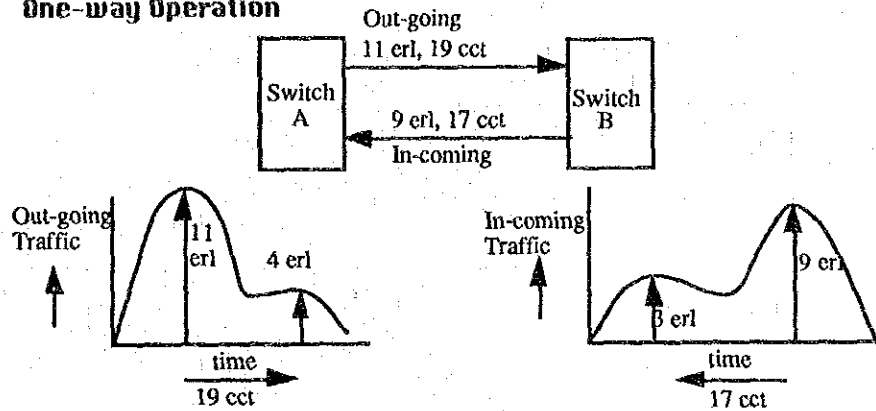 One-way Operation
Out-going
11 erl, 19 cct
Switch
A
Switch
B
9 erl, 17 cct
In-coming
Out-going
Traffic
11
erl
4 erl
time
19 cct
In-coming
Traffic
3 erl
9 erl
time
17 cct